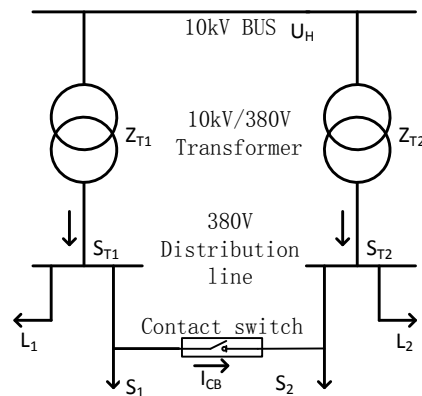 10kV BUS U_H
Z_T1
10kV/380V
Transformer
Z_T2
S_T1
380V
Distribution
line
S_T2
L_1
Contact switch
L_2
I_CB
S_1
S_2